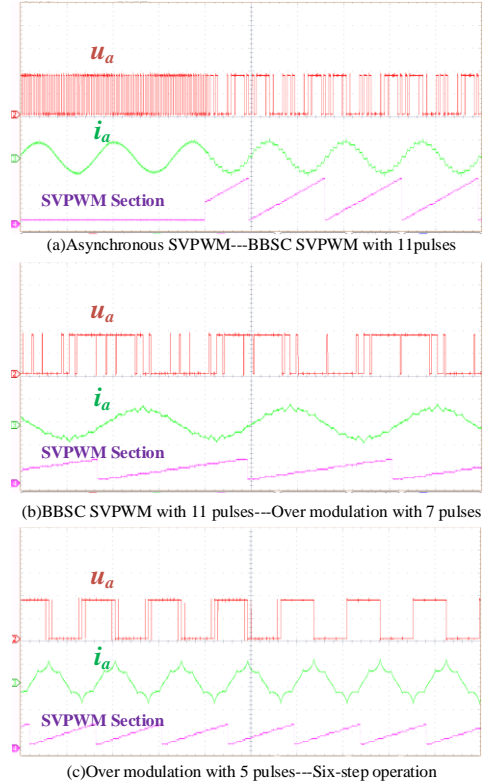 u_a
i_a
SVPWM Section
(a)Asynchronous SVPWM---BBSC SVPWM with 11pulses
u_a
i_a
SVPWM Section
(b)BBSC SVPWM with 11 pulses---Over modulation with 7 pulses
u_a
i_a
SVPWM Section
(c)Over modulation with 5 pulses---Six-step operation